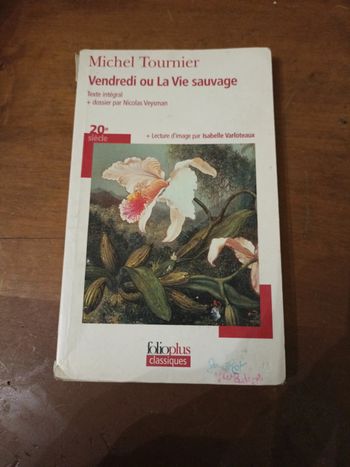 Michel Tournier
Vendredi ou La Vie sauvage
Texte intégral
+ dossier par Nicolas Veysman
20e
siècle
+ Lecture d'image par Isabelle Varloteaux
folioplus
classiques